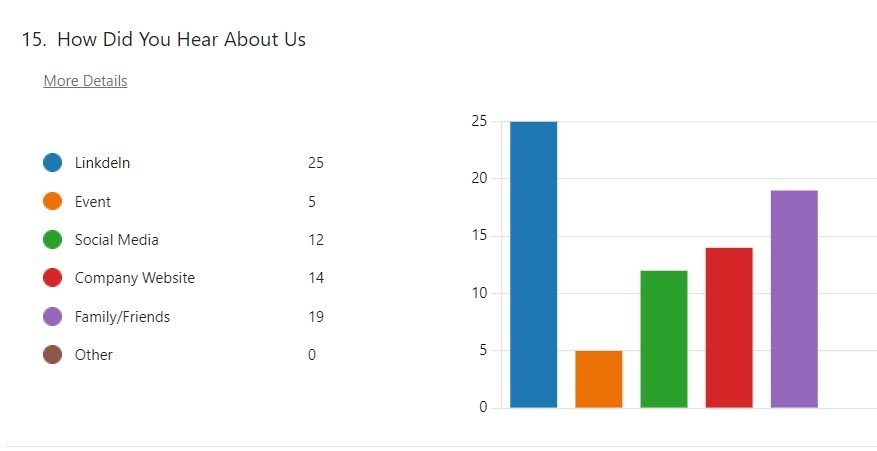 15. How Did You Hear About Us
More Details
LinkdeIn 25
Event 5
Social Media 12
Company Website 14
Family/Friends 19
Other 0
25
20
15
10
5
0